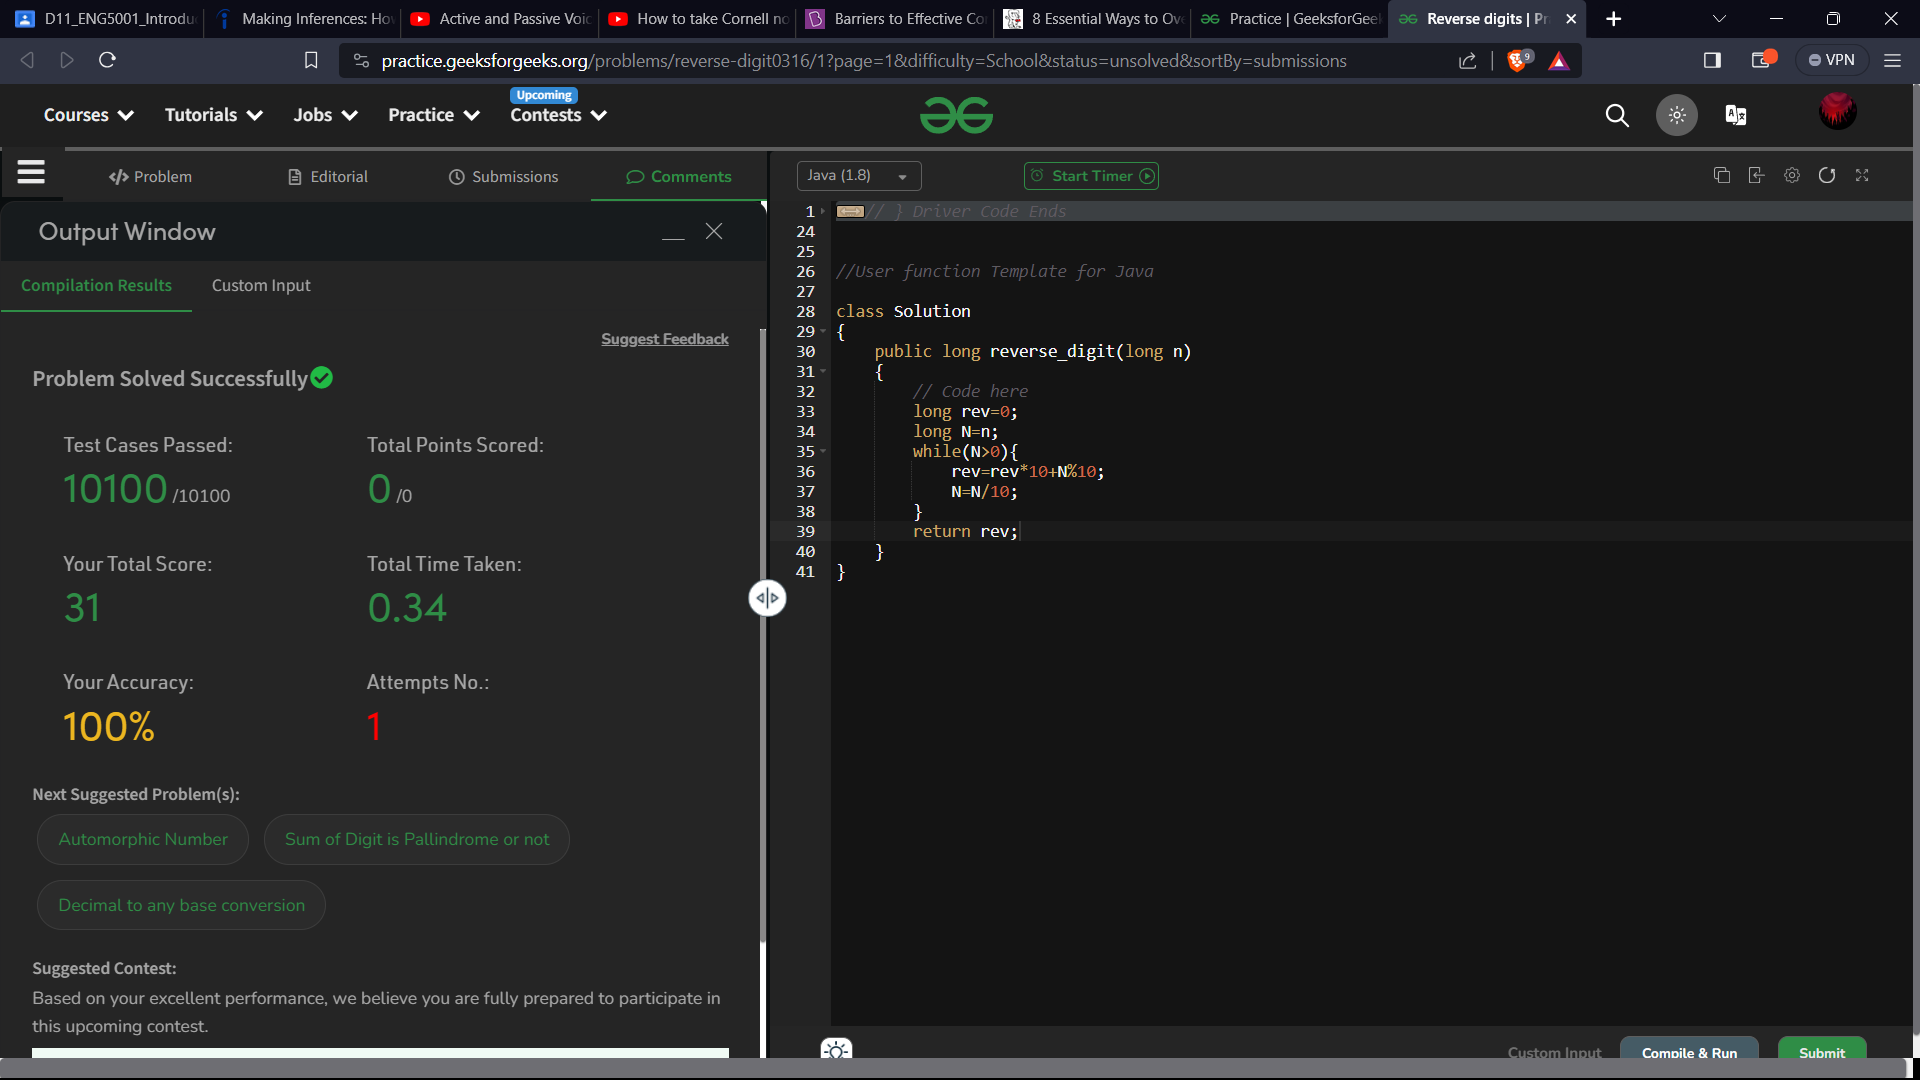 D11_ENG5001_Introdu
Making Inferences: Ho
Active and Passive Voic
How to take Cornell no
Barriers to Effective Co
8 Essential Ways to Ov
Practice | GeeksforGeek
Reverse digits | Pr
practice.geeksforgeeks.org/problems/reverse-digit0316/1?page=1&difficulty=School&status=unsolved&sortBy=submissions
9
VPN
Courses
Tutorials
Jobs
Practice
Upcoming
Contests
Problem
Editorial
Submissions
Comments
Java (1.8)
Start Timer
Output Window
Compilation Results
Custom Input
Suggest Feedback
Problem Solved Successfully
Test Cases Passed:
Total Points Scored:
10100 /10100
0 /0
Your Total Score:
Total Time Taken:
31
0.34
Your Accuracy:
Attempts No.:
100%
1
Next Suggested Problem(s):
Automorphic Number
Sum of Digit is Pallindrome or not
Decimal to any base conversion
Suggested Contest:
Based on your excellent performance, we believe you are fully prepared to participate in
this upcoming contest.
1 // } Driver Code Ends
24
25
26 //User function Template for Java
27
28 class Solution
29 {
30 public long reverse_digit(long n)
31 {
32 // Code here
33 long rev=0;
34 long N=n;
35 while(N>0){
36 rev=rev*10+N%10;
37 N=N/10;
38 }
39 return rev;
40 }
41 }
Custom Input
Compile & Run
Submit